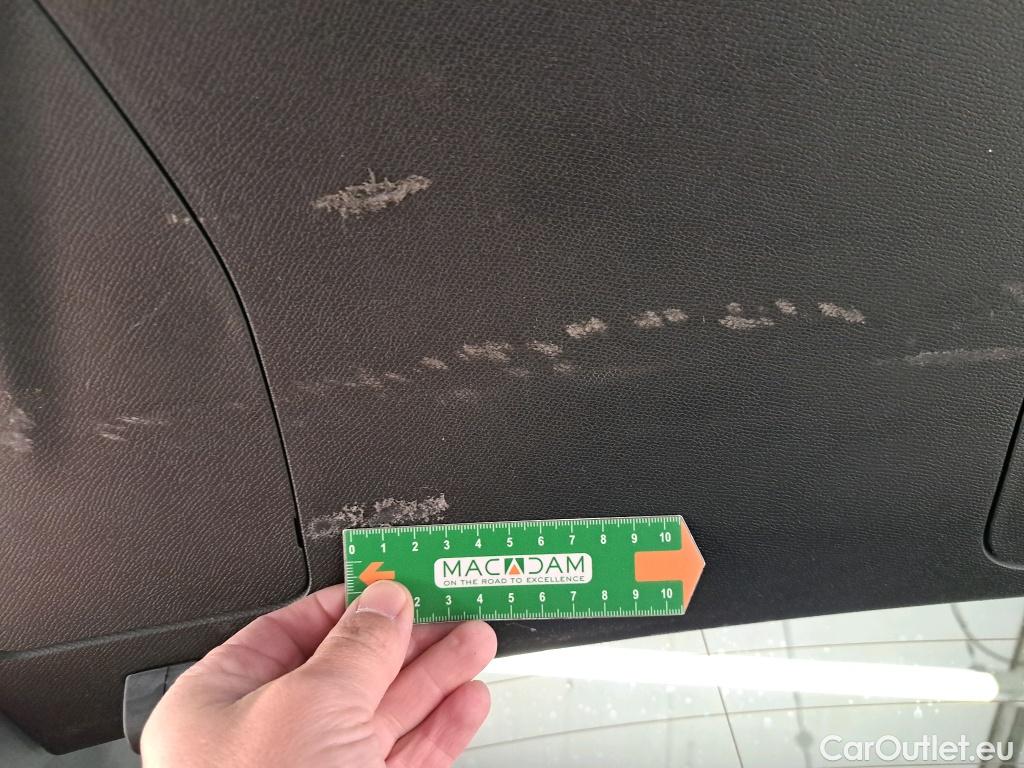 0 1 2 3 4 5 6 7 8 9 10
MACADAM
ON THE ROAD TO EXCELLENCE
2 3 4 5 6 7 8 9 10
CarOutlet.eu